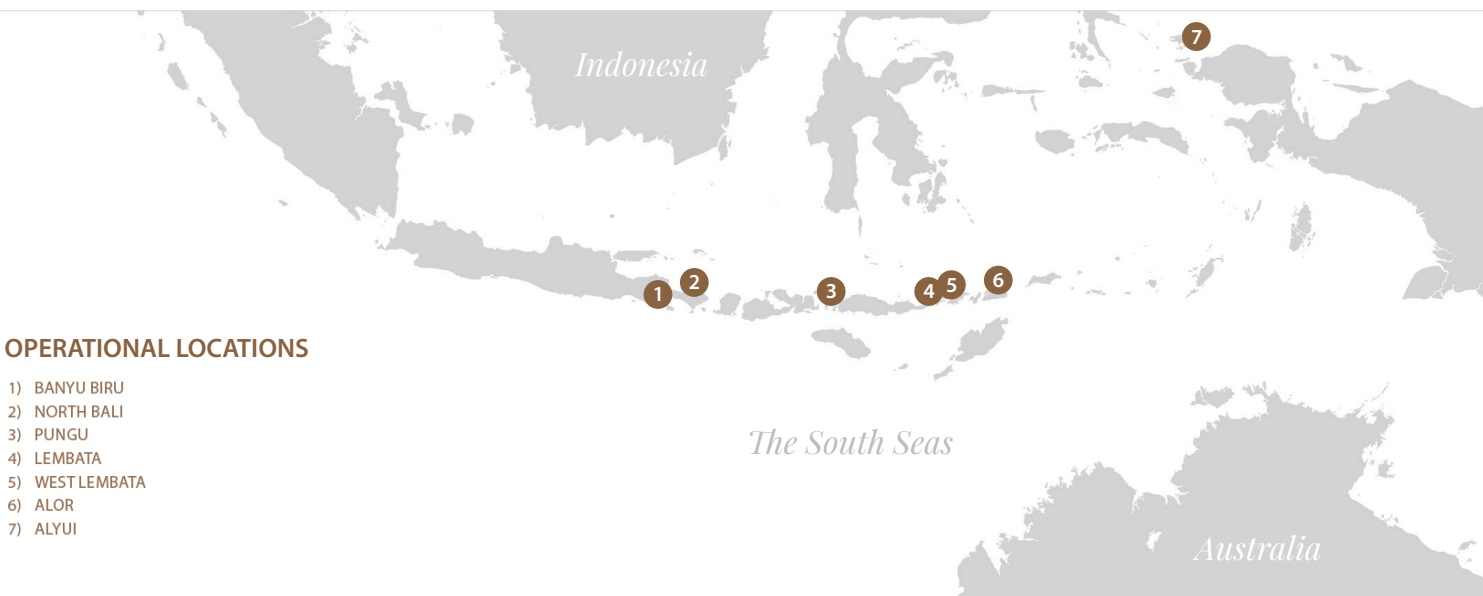 Indonesia
7
1
2
3
4
5
6
OPERATIONAL LOCATIONS
1) BANYU BIRU
2) NORTH BALI
3) PUNGU
4) LEMBATA
5) WEST LEMBATA
6) ALOR
7) ALYUI
The South Seas
Australia